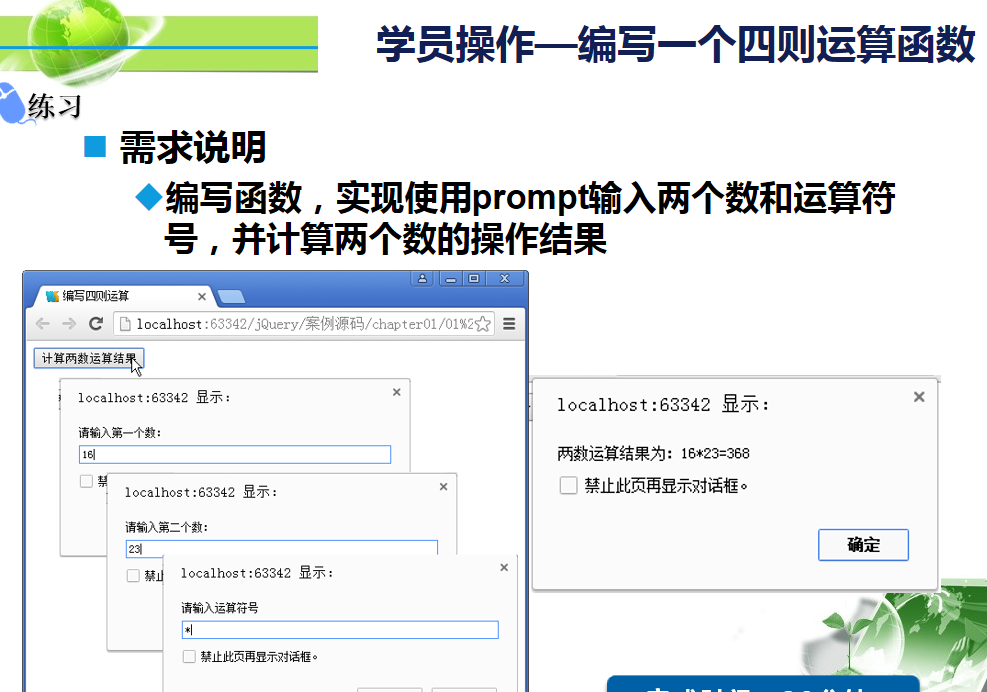 学员操作—编写一个四则运算函数
练习
需求说明
编写函数，实现使用prompt输入两个数和运算符
号，并计算两个数的操作结果
编写四则运算
localhost:63342/jQuery/案例源码/chapter01/01%2
计算两数运算结果
localhost:63342 显示：
请输入第一个数：
16
禁
localhost:63342 显示：
请输入第二个数：
23
禁止
localhost:63342 显示：
请输入运算符号
*
禁止此页再显示对话框。
localhost:63342 显示：
两数运算结果为：16*23=368
禁止此页再显示对话框。
确定